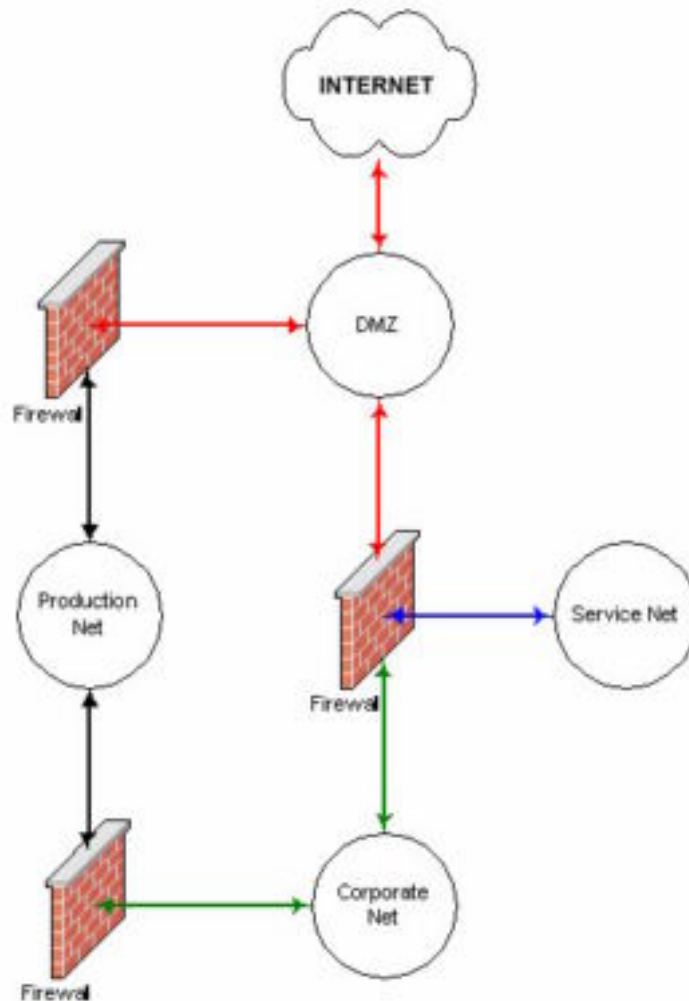 INTERNET
DMZ
Firewal
Production
Net
Service Net
Firewal
Corporate
Net
Firewal